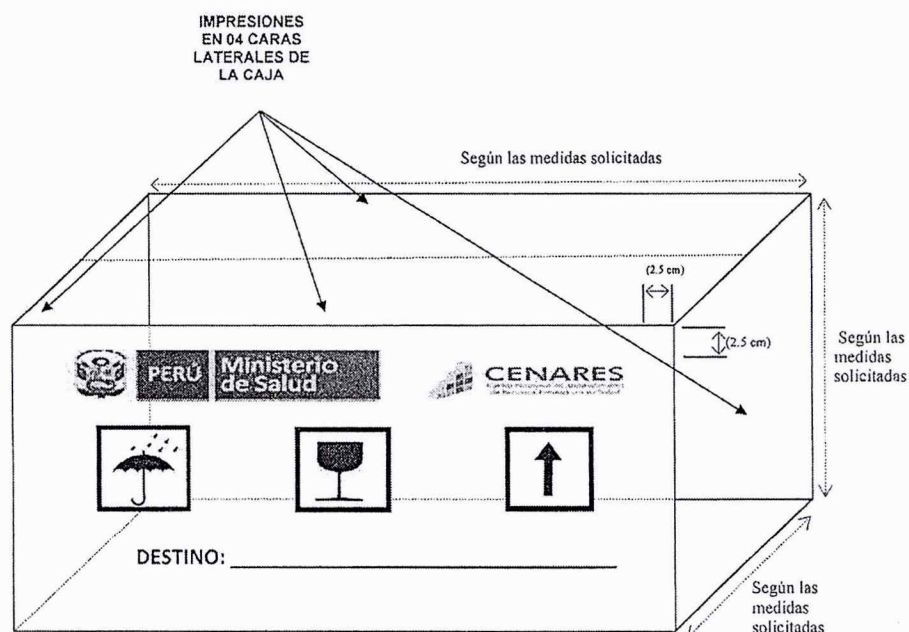 IMPRESIONES
EN 04 CARAS
LATERALES DE
LA CAJA
Según las medidas solicitadas
(2.5 cm)
(2.5 cm)
Según las
medidas
solicitadas
PERÚ
Ministerio
de Salud
CENARES
DESTINO:
Según las
medidas
solicitadas